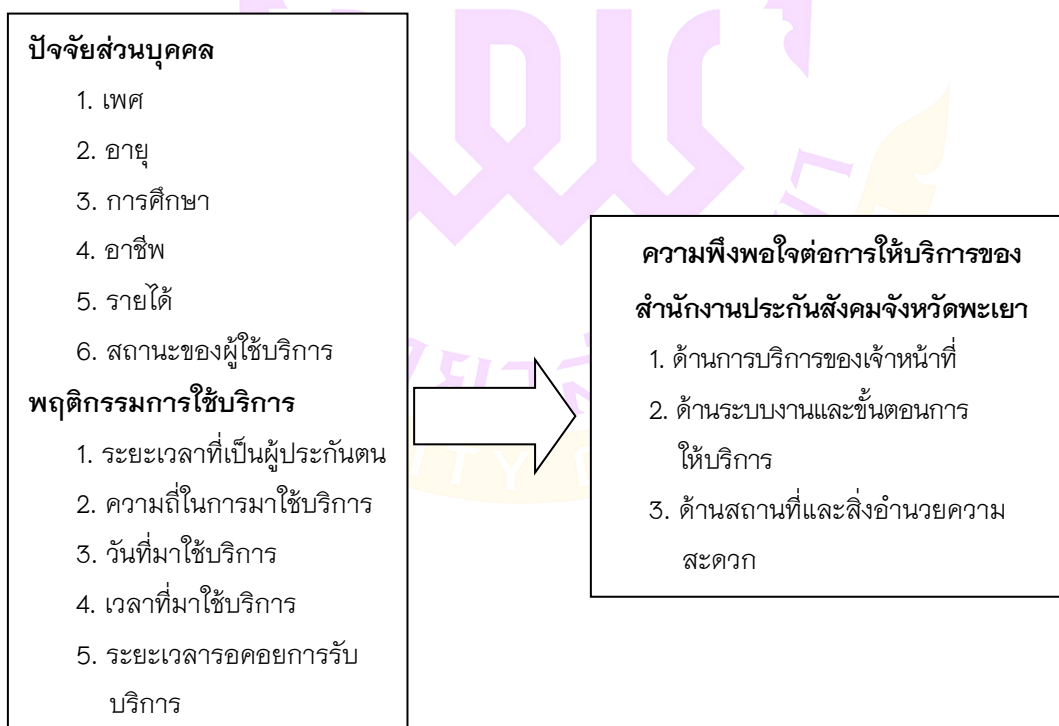 ปัจจัยส่วนบุคคล
1. เพศ
2. อายุ
3. การศึกษา
4. อาชีพ
5. รายได้
6. สถานะของผู้ใช้บริการ
พฤติกรรมการใช้บริการ
1. ระยะเวลาที่เป็นผู้ประกันตน
2. ความถี่ในการมาใช้บริการ
3. วันที่มาใช้บริการ
4. เวลาที่มาใช้บริการ
5. ระยะเวลารอคอยการรับ
บริการ
ความพึงพอใจต่อการให้บริการของ
สำนักงานประกันสังคมจังหวัดพะเยา
1. ด้านการบริการของเจ้าหน้าที่
2. ด้านระบบงานและขั้นตอนการ
ให้บริการ
3. ด้านสถานที่และสิ่งอำนวยความ
สะดวก